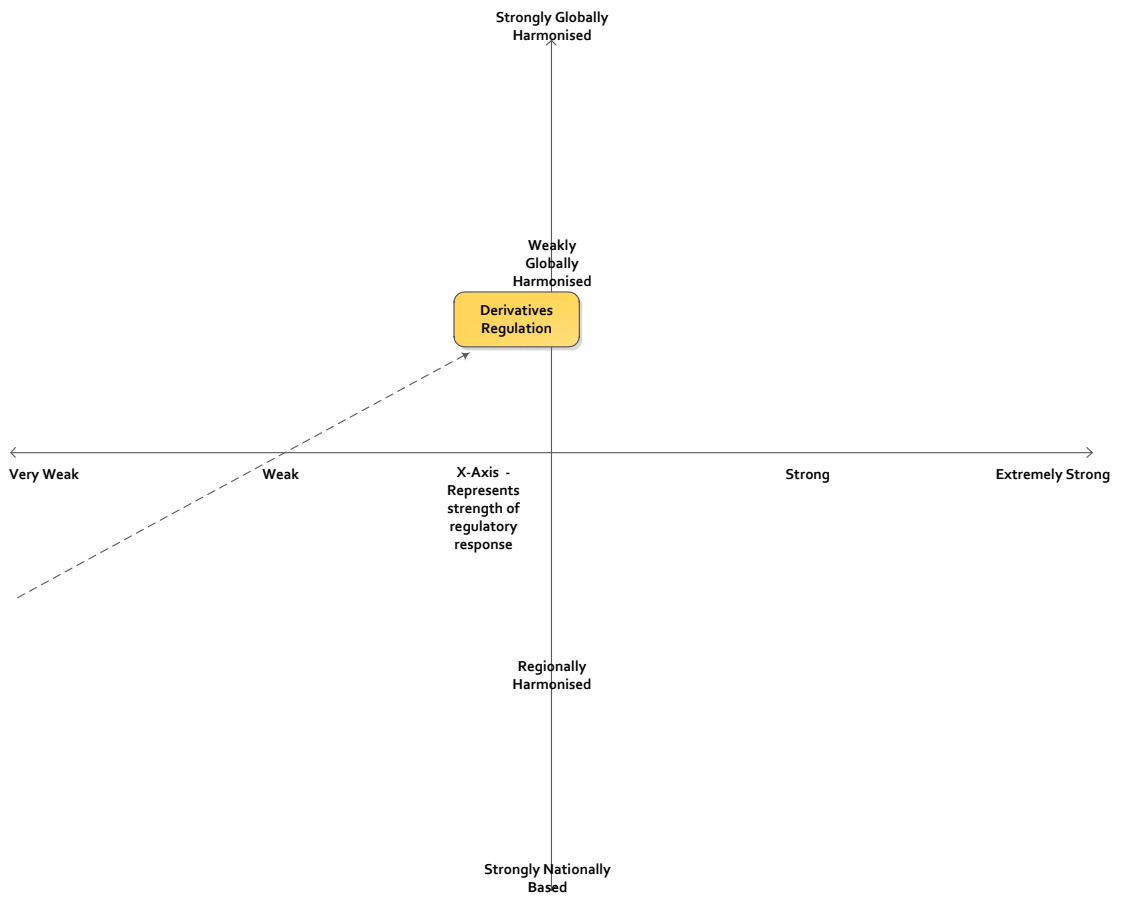 Strongly Globally
Harmonised
Weakly
Globally
Harmonised
Derivatives
Regulation
Very Weak
Weak
X-Axis -
Represents
strength of
regulatory
response
Strong
Extremely Strong
Regionally
Harmonised
Strongly Nationally
Based